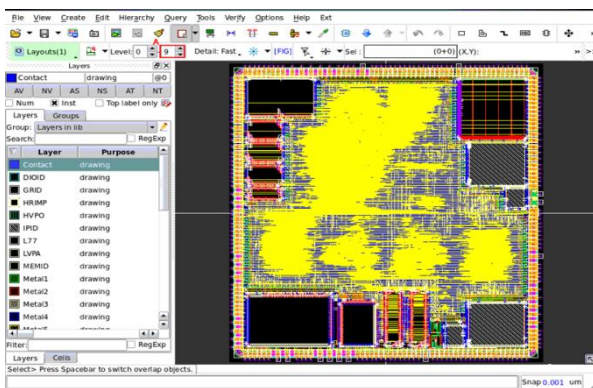 File View Create Edit Hierarchy Query Tools Verify Options Help Ext
Layouts(1) Level: 0 - 9 Detail: Fast [FIG] Sel : (0+0) (X,Y): >>
Layers
Contact drawing @0
AV NV AS NS AT NT
Num Inst Top label only
Layers Groups
Group: Layers in lib
Search: RegExp
Layer Purpose
Contact drawing
DIOID drawing
GRID drawing
HRIMP drawing
HVPO drawing
IPID drawing
L77 drawing
LVPA drawing
MEMID drawing
Metal1 drawing
Metal2 drawing
Metal3 drawing
Metal4 drawing
Filter: RegExp
Layers Cells
Select> Press Spacebar to switch overlap objects.
Snap 0.001 um